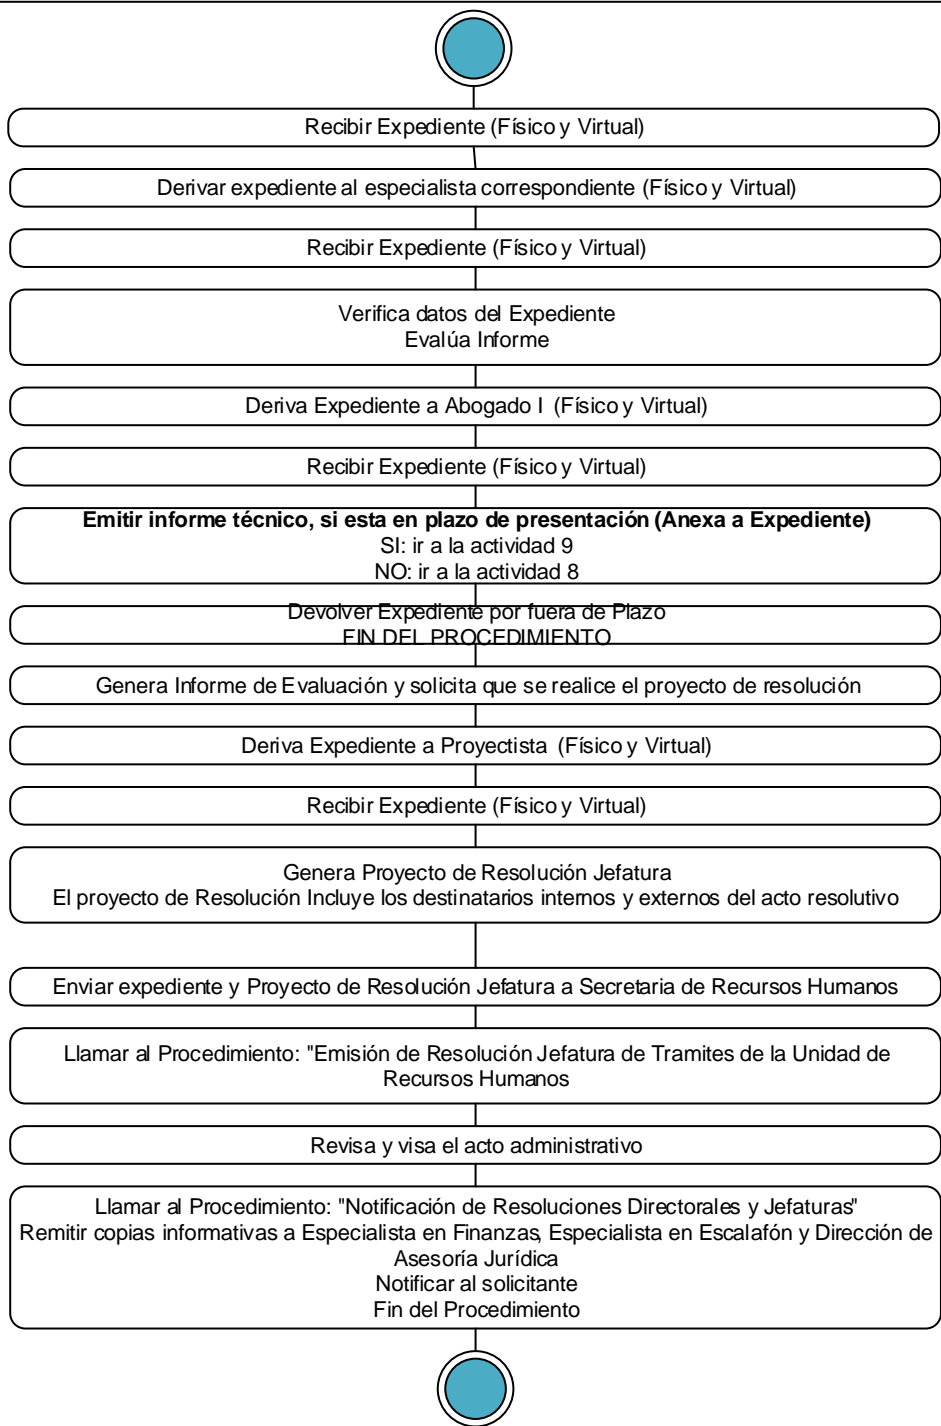 Recibir Expediente (Físico y Virtual)
Derivar expediente al especialista correspondiente (Físico y Virtual)
Recibir Expediente (Físico y Virtual)
Verifica datos del Expediente
Evalúa Informe
Deriva Expediente a Abogado I (Físico y Virtual)
Recibir Expediente (Físico y Virtual)
Emitir informe técnico, si esta en plazo de presentación (Anexa a Expediente)
SI: ir a la actividad 9
NO: ir a la actividad 8
Devolver Expediente por fuera de Plazo
FIN DEL PROCEDIMIENTO
Genera Informe de Evaluación y solicita que se realice el proyecto de resolución
Deriva Expediente a Proyectista (Físico y Virtual)
Recibir Expediente (Físico y Virtual)
Genera Proyecto de Resolución Jefatura
El proyecto de Resolución Incluye los destinatarios internos y externos del acto resolutivo
Enviar expediente y Proyecto de Resolución Jefatura a Secretaria de Recursos Humanos
Llamar al Procedimiento: "Emisión de Resolución Jefatura de Tramites de la Unidad de
Recursos Humanos
Revisa y visa el acto administrativo
Llamar al Procedimiento: "Notificación de Resoluciones Directorales y Jefaturas"
Remitir copias informativas a Especialista en Finanzas, Especialista en Escalafón y Dirección de
Asesoría Jurídica
Notificar al solicitante
Fin del Procedimiento